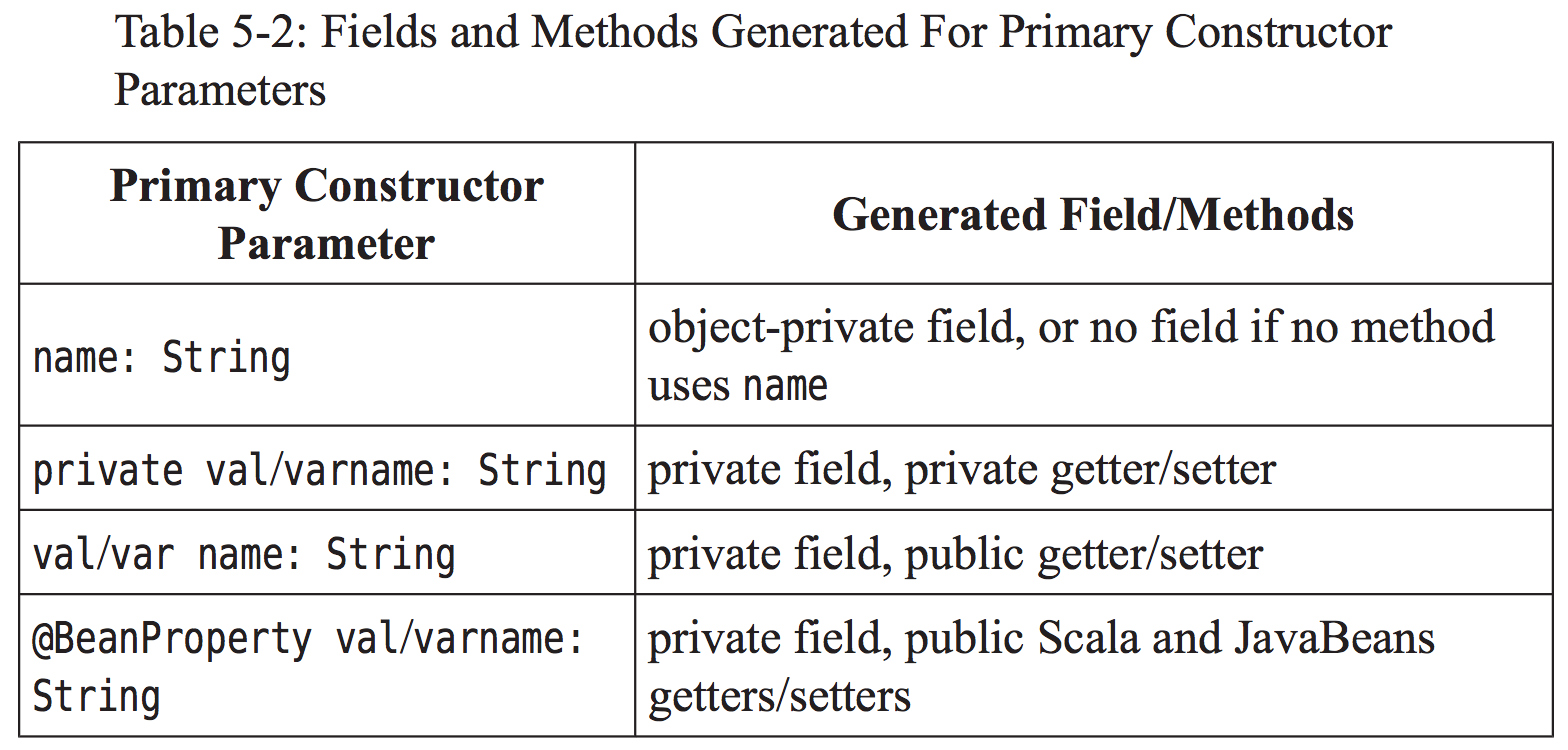 Table 5-2: Fields and Methods Generated For Primary Constructor
Parameters
Primary Constructor
Parameter
Generated Field/Methods
name: String
object-private field, or no field if no method
uses name
private val/varname: String
private field, private getter/setter
val/var name: String
private field, public getter/setter
@BeanProperty val/varname:
String
private field, public Scala and JavaBeans
getters/setters